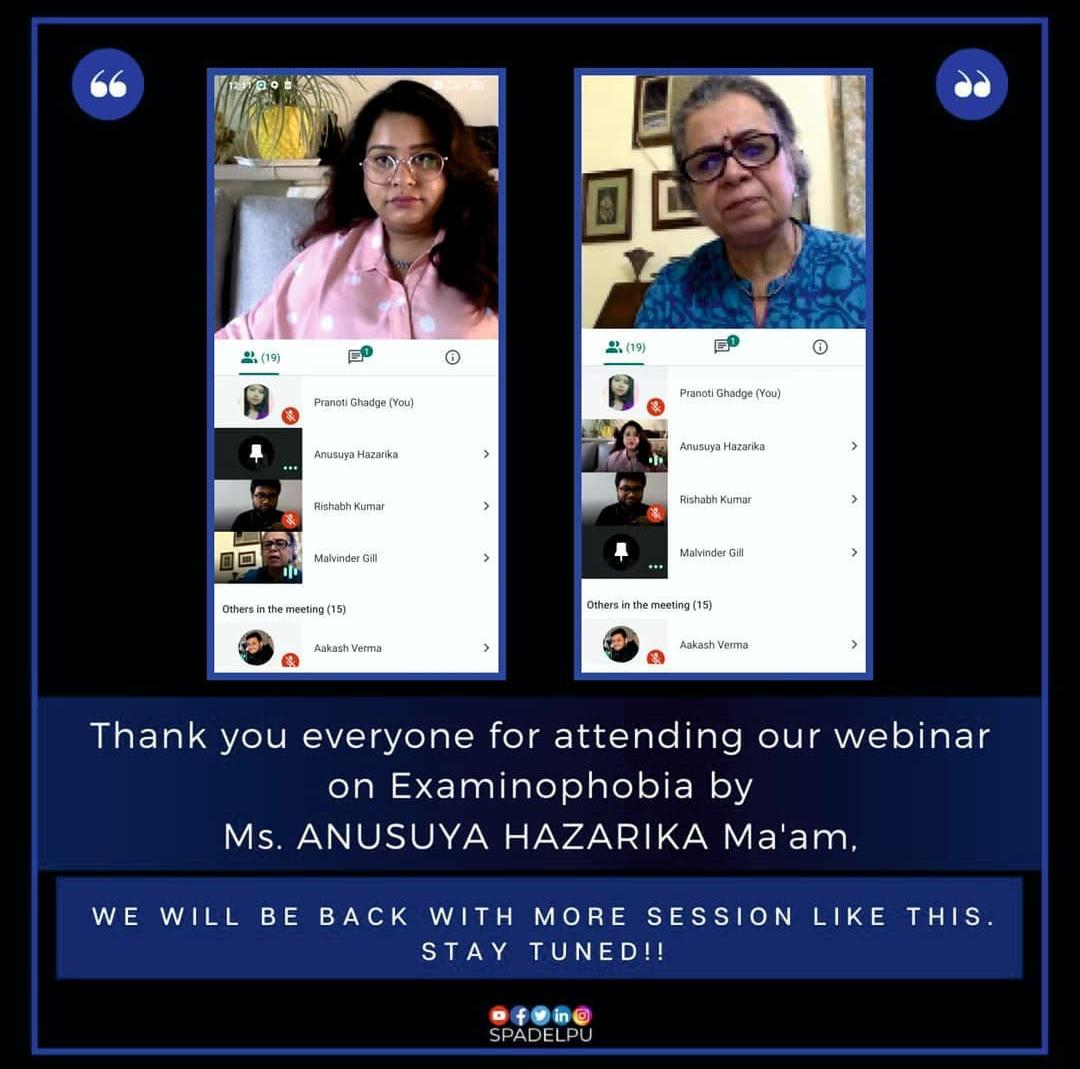 12:11
(19)
1
Pranoti Ghadge (You)
Anusuya Hazarika
Rishabh Kumar
Malvinder Gill
Others in the meeting (15)
Aakash Verma
(19)
1
Pranoti Ghadge (You)
Anusuya Hazarika
Rishabh Kumar
Malvinder Gill
Others in the meeting (15)
Aakash Verma
Thank you everyone for attending our webinar
on Examinophobia by
Ms. ANUSUYA HAZARIKA Ma'am,
WE WILL BE BACK WITH MORE SESSION LIKE THIS.
STAY TUNED!!
SPADELPU